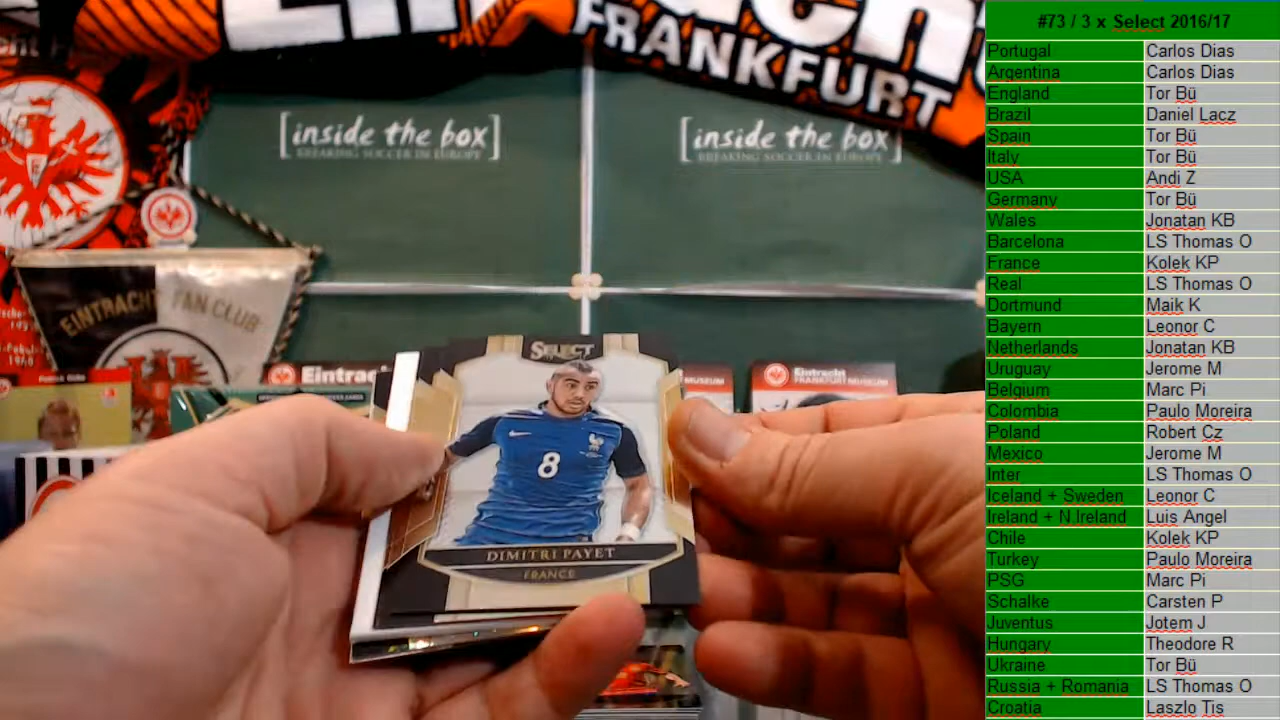 FRANKFURT
[inside the box]
BREAKING SOCCER IN EUROPE
[inside the box]
BREAKING SOCCER IN EUROPE
EINTRACHT FAN CLUB
Eintracht
MUSEUM
Eintracht
FRANKFURT MUSEUM
SELECT
8
DIMITRI PAYET
FRANCE
#73 / 3 x Select 2016/17
Portugal Carlos Dias
Argentina Carlos Dias
England Tor Bü
Brazil Daniel Lacz
Spain Tor Bü
Italy Tor Bü
USA Andi Z
Germany Tor Bü
Wales Jonatan KB
Barcelona LS Thomas O
France Kolek KP
Real LS Thomas O
Dortmund Maik K
Bayern Leonor C
Netherlands Jonatan KB
Uruguay Jerome M
Belgium Marc Pi
Colombia Paulo Moreira
Poland Robert Cz
Mexico Jerome M
Inter LS Thomas O
Iceland + Sweden Leonor C
Ireland + N.Ireland Luis Angel
Chile Kolek KP
Turkey Paulo Moreira
PSG Marc Pi
Schalke Carsten P
Juventus Jotem J
Hungary Theodore R
Ukraine Tor Bü
Russia + Romania LS Thomas O
Croatia Laszlo Tis